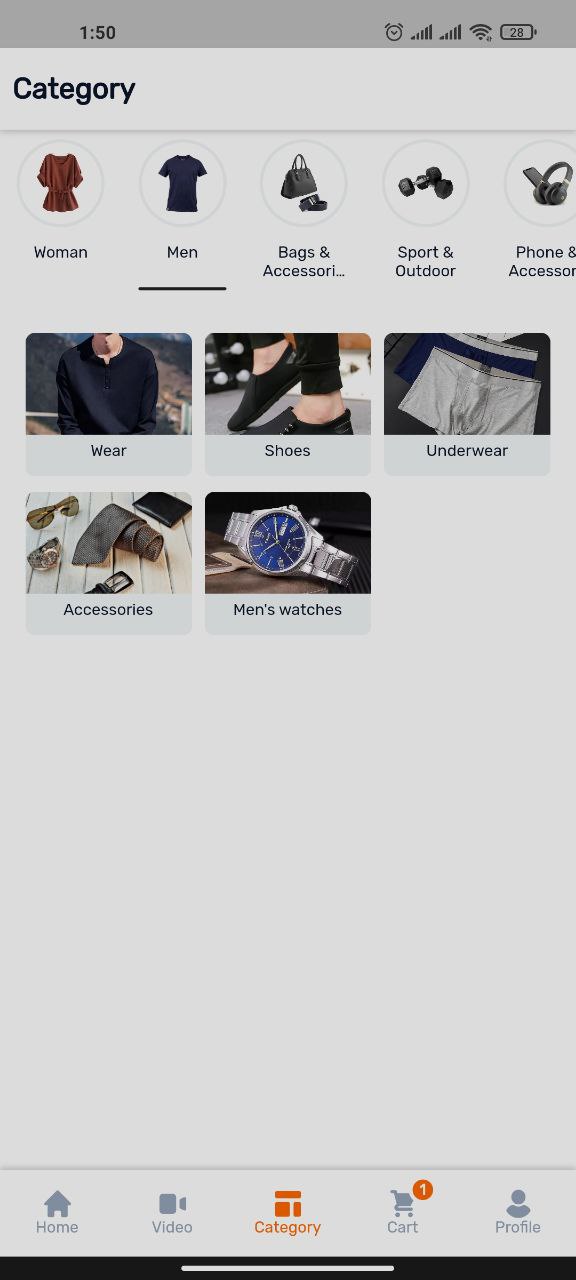 1:50
28
Category
Woman
Men
Bags &
Accessori...
Sport &
Outdoor
Phone &
Accessor
Wear
Shoes
Underwear
Accessories
Men's watches
1
Home
Video
Category
Cart
Profile